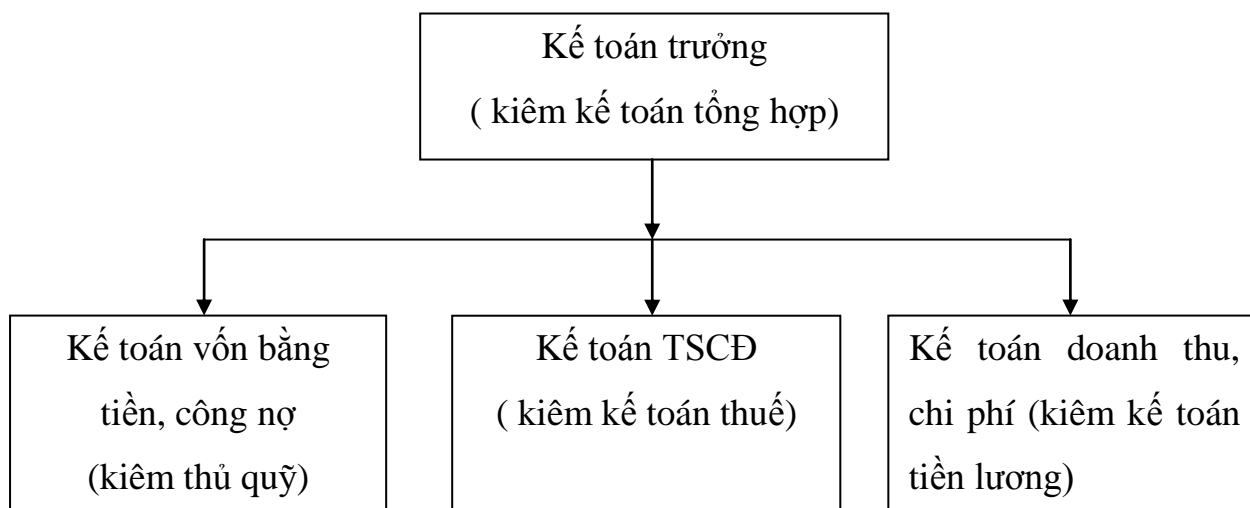 Kế toán trưởng
( kiêm kế toán tổng hợp)
Kế toán vốn bằng
tiền, công nợ
(kiêm thủ quỹ)
Kế toán TSCĐ
( kiêm kế toán thuế)
Kế toán doanh thu,
chi phí (kiêm kế toán
tiền lương)